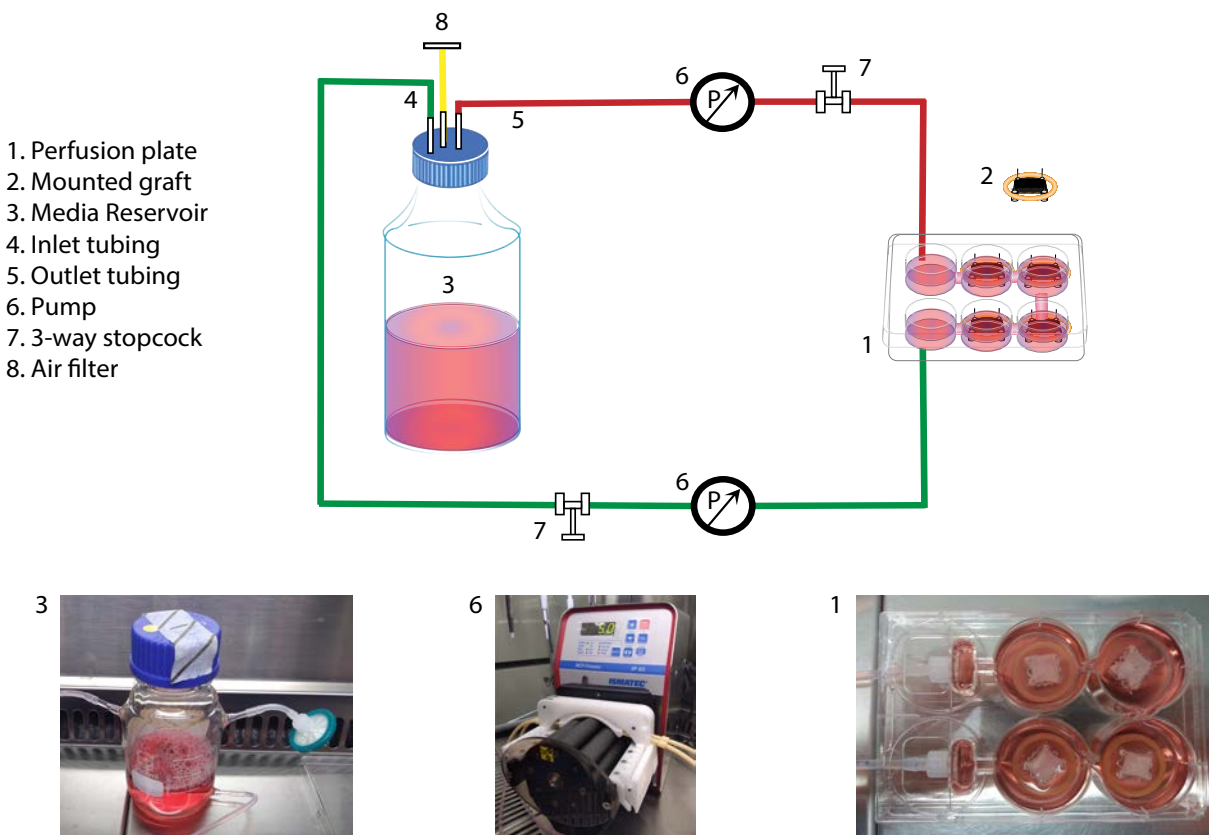 8
7
6
P
4
5
1. Perfusion plate
2. Mounted graft
3. Media Reservoir
4. Inlet tubing
5. Outlet tubing
6. Pump
7. 3-way stopcock
8. Air filter
2
3
1
6
P
7
3
6
1
5.0
ISMATEC